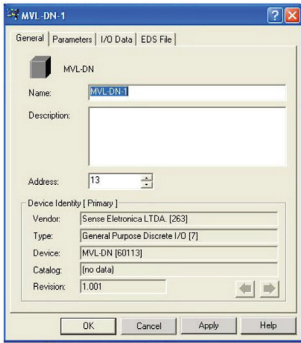 MVL-DN-1
General Parameters I/O Data EDS File
MVL-DN
Name: MVL-DN-1
Description:
Address: 13
Device Identity [ Primary ]
Vendor: Sense Eletronica LTDA. [263]
Type: General Purpose Discrete I/O [7]
Device: MVL-DN [60113]
Catalog: (no data)
Revision: 1.001
OK Cancel Apply Help